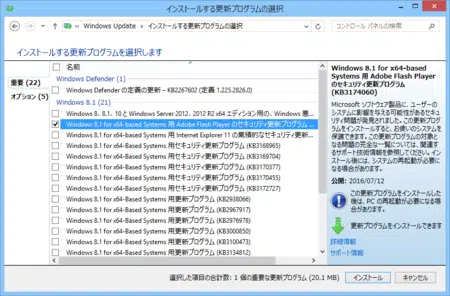 インストールする更新プログラムの選択
Windows Update
インストールする更新プログラムの選択
コントロール パネルの検索
インストールする更新プログラムを選択します
重要 (22)
オプション (5)
名前
Windows Defender (1)
Windows Defender の定義の更新 - KB2267602 (定義 1.225.2826.0)
Windows 8.1 (21)
Windows 8、8.1、10 と Windows Server 2012、2012 R2 x64 エディション用の、Windows 悪...
Windows 8.1 for x64-based Systems 用 Adobe Flash Player のセキュリティ更新プログラム
Windows 8.1 for x64-based Systems 用 Internet Explorer 11 の累積的なセキュリティ更新プログラム
Windows 8.1 for x64-based Systems 用セキュリティ更新プログラム (KB3168965)
Windows 8.1 for x64-based Systems 用セキュリティ更新プログラム (KB3169704)
Windows 8.1 for x64-based Systems 用セキュリティ更新プログラム (KB3170377)
Windows 8.1 for x64-based Systems 用セキュリティ更新プログラム (KB3170455)
Windows 8.1 for x64-based Systems 用セキュリティ更新プログラム (KB3172727)
Windows 8.1 for x64-based Systems 用更新プログラム (KB2938066)
Windows 8.1 for x64-based Systems 用更新プログラム (KB2967917)
Windows 8.1 for x64-based Systems 用更新プログラム (KB2976978)
Windows 8.1 for x64-based Systems 用更新プログラム (KB3000850)
Windows 8.1 for x64-based Systems 用更新プログラム (KB3100473)
Windows 8.1 for x64-based Systems 用更新プログラム (KB3134812)
Windows 8.1 for x64-based
Systems 用 Adobe Flash Player
のセキュリティ更新プログラム
(KB3174060)
Microsoft ソフトウェア製品に、ユーザーのシステムに影響を与える可能性があるセキュリティ問題が発見されました。この更新プログラムをインストールすると、お使いのシステムを保護できます。この更新プログラムの対象となる問題の完全な一覧については、関連するサポート技術情報を参照してください。インストール後には、システムの再起動が必要になる場合があります。
公開: 2016/07/12
この更新プログラムをインストールした後は、PC の再起動が必要になる場合があります。
更新プログラムをインストールできます
詳細情報
サポート情報
選択した項目の合計数: 1 個の重要な更新プログラム (20.1 MB)
インストール
キャンセル